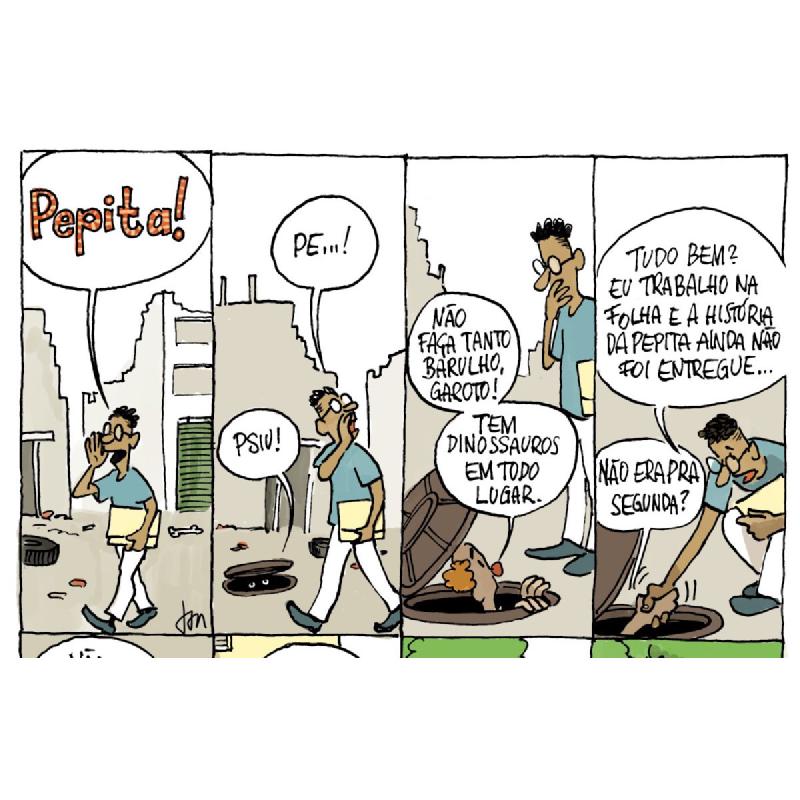 Pepita!
PE...!
PSIU!
NÃO
FAÇA TANTO
BARULHO,
GAROTO!
TEM
DINOSSAUROS
EM TODO
LUGAR.
TUDO BEM?
EU TRABALHO NA
FOLHA E A HISTÓRIA
DA PEPITA AINDA NÃO
FOI ENTREGUE...
NÃO ERA PRA
SEGUNDA?